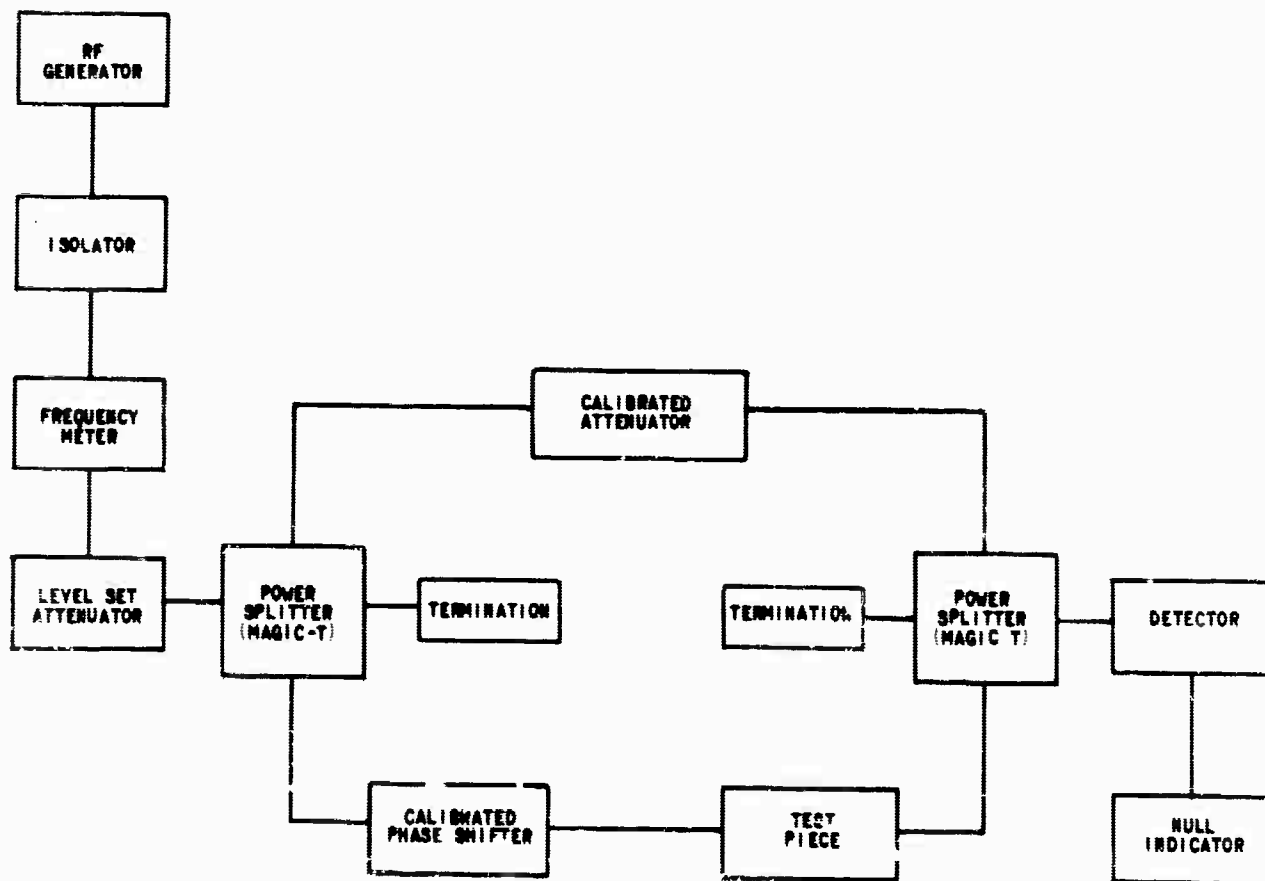 RF
GENERATOR
ISOLATOR
FREQUENCY
METER
LEVEL SET
ATTENUATOR
POWER
SPLITTER
(MAGIC-T)
TERMINATION
CALIBRATED
ATTENUATOR
CALIBRATED
PHASE SHIFTER
TEST
PIECE
TERMINATION
POWER
SPLITTER
(MAGIC T)
DETECTOR
NULL
INDICATOR